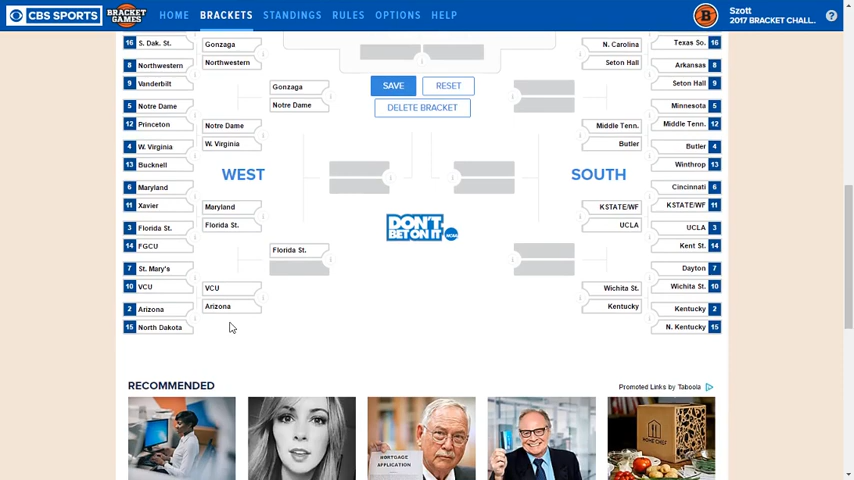 CBS SPORTS
BRACKET GAMES
HOME
BRACKETS
STANDINGS
RULES
OPTIONS
HELP
Szott
2017 BRACKET CHALL..
16 S. Dak. St.
8 Northwestern
9 Vanderbilt
5 Notre Dame
12 Princeton
4 W. Virginia
13 Bucknell
6 Maryland
11 Xavier
3 Florida St.
14 FGCU
7 St. Mary's
10 VCU
2 Arizona
15 North Dakota
Gonzaga
Northwestern
Notre Dame
W. Virginia
WEST
Maryland
Florida St.
VCU
Arizona
Gonzaga
Notre Dame
Florida St.
SAVE
RESET
DELETE BRACKET
DON'T
BET ON IT
N. Carolina
Seton Hall
Middle Tenn.
Butler
SOUTH
KSTATE/WF
UCLA
Wichita St.
Kentucky
Texas So. 16
Arkansas 8
Seton Hall 9
Minnesota 5
Middle Tenn. 12
Butler 4
Winthrop 13
Cincinnati 6
KSTATE/WF 11
UCLA 3
Kent St. 14
Dayton 7
Wichita St. 10
Kentucky 2
N. Kentucky 15
RECOMMENDED
Promoted Links by Taboola
MORTGAGE
APPLICATION
HOME CHEF